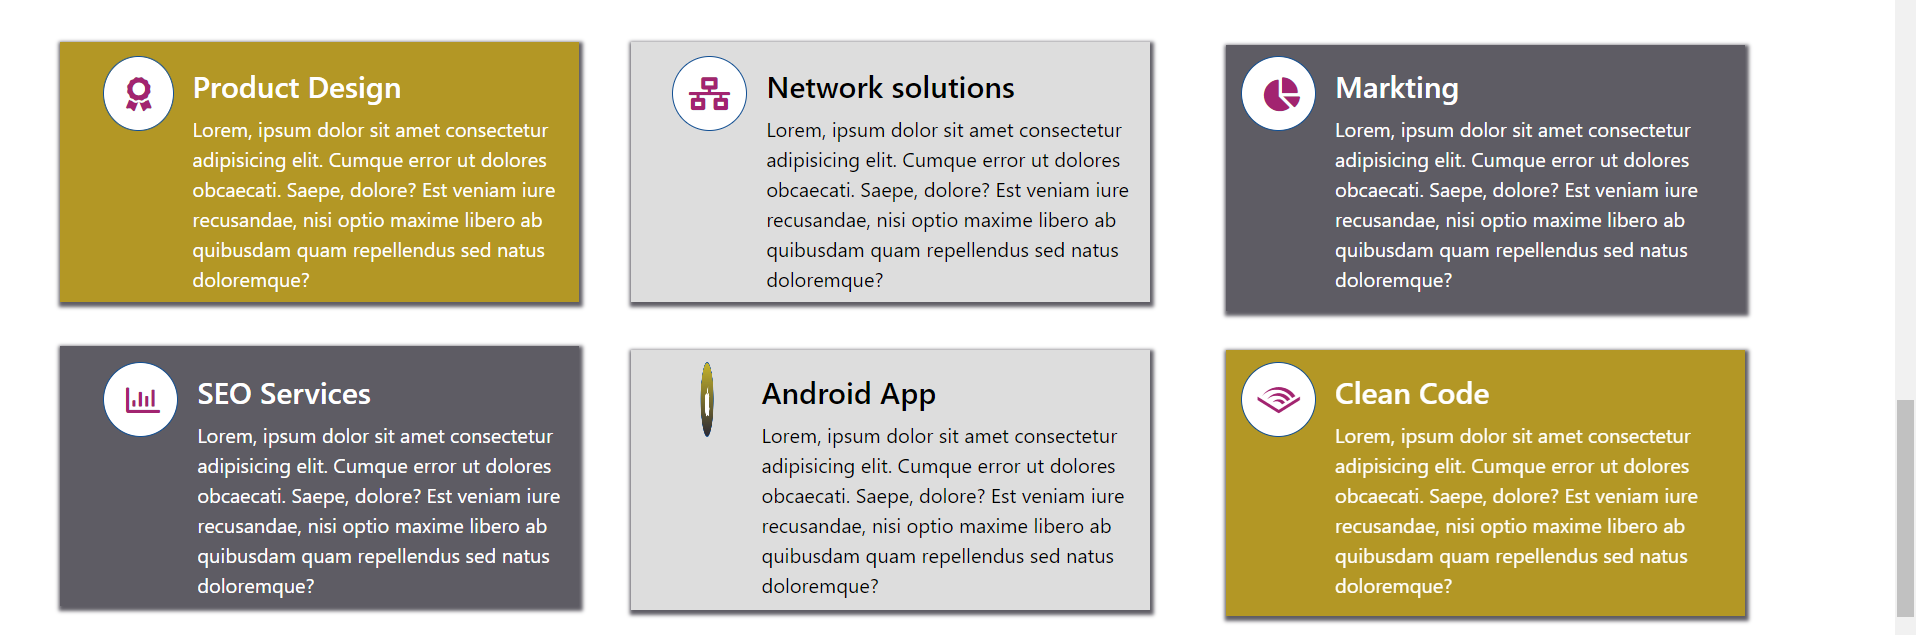 Product Design
Lorem, ipsum dolor sit amet consectetur
adipisicing elit. Cumque error ut dolores
obcaecati. Saepe, dolore? Est veniam iure
recusandae, nisi optio maxime libero ab
quibusdam quam repellendus sed natus
doloremque?
Network solutions
Lorem, ipsum dolor sit amet consectetur
adipisicing elit. Cumque error ut dolores
obcaecati. Saepe, dolore? Est veniam iure
recusandae, nisi optio maxime libero ab
quibusdam quam repellendus sed natus
doloremque?
Markting
Lorem, ipsum dolor sit amet consectetur
adipisicing elit. Cumque error ut dolores
obcaecati. Saepe, dolore? Est veniam iure
recusandae, nisi optio maxime libero ab
quibusdam quam repellendus sed natus
doloremque?
SEO Services
Lorem, ipsum dolor sit amet consectetur
adipisicing elit. Cumque error ut dolores
obcaecati. Saepe, dolore? Est veniam iure
recusandae, nisi optio maxime libero ab
quibusdam quam repellendus sed natus
doloremque?
Android App
Lorem, ipsum dolor sit amet consectetur
adipisicing elit. Cumque error ut dolores
obcaecati. Saepe, dolore? Est veniam iure
recusandae, nisi optio maxime libero ab
quibusdam quam repellendus sed natus
doloremque?
Clean Code
Lorem, ipsum dolor sit amet consectetur
adipisicing elit. Cumque error ut dolores
obcaecati. Saepe, dolore? Est veniam iure
recusandae, nisi optio maxime libero ab
quibusdam quam repellendus sed natus
doloremque?